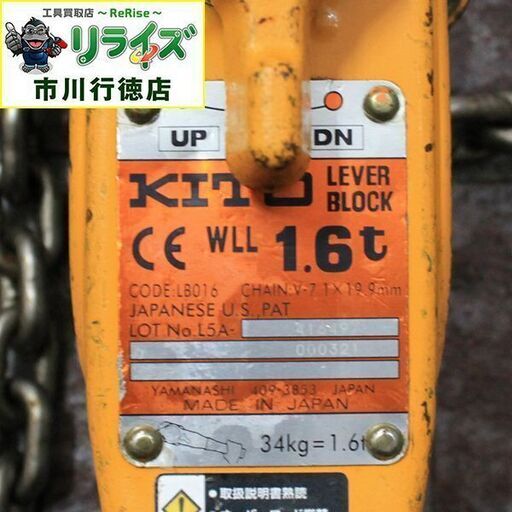 工具買取店 ～ReRise～
リライズ
市川行徳店
UP
DN
KITO LEVER BLOCK
CE WLL 1.6t
CODE:LB016 CHAIN:V-7.1×19.9mm
JAPANESE U.S.,PAT
LOT No.L5A-
000321
YAMANASHI 409-3853 JAPAN
MADE IN JAPAN
34kg=1.6t
●取扱説明書熟読